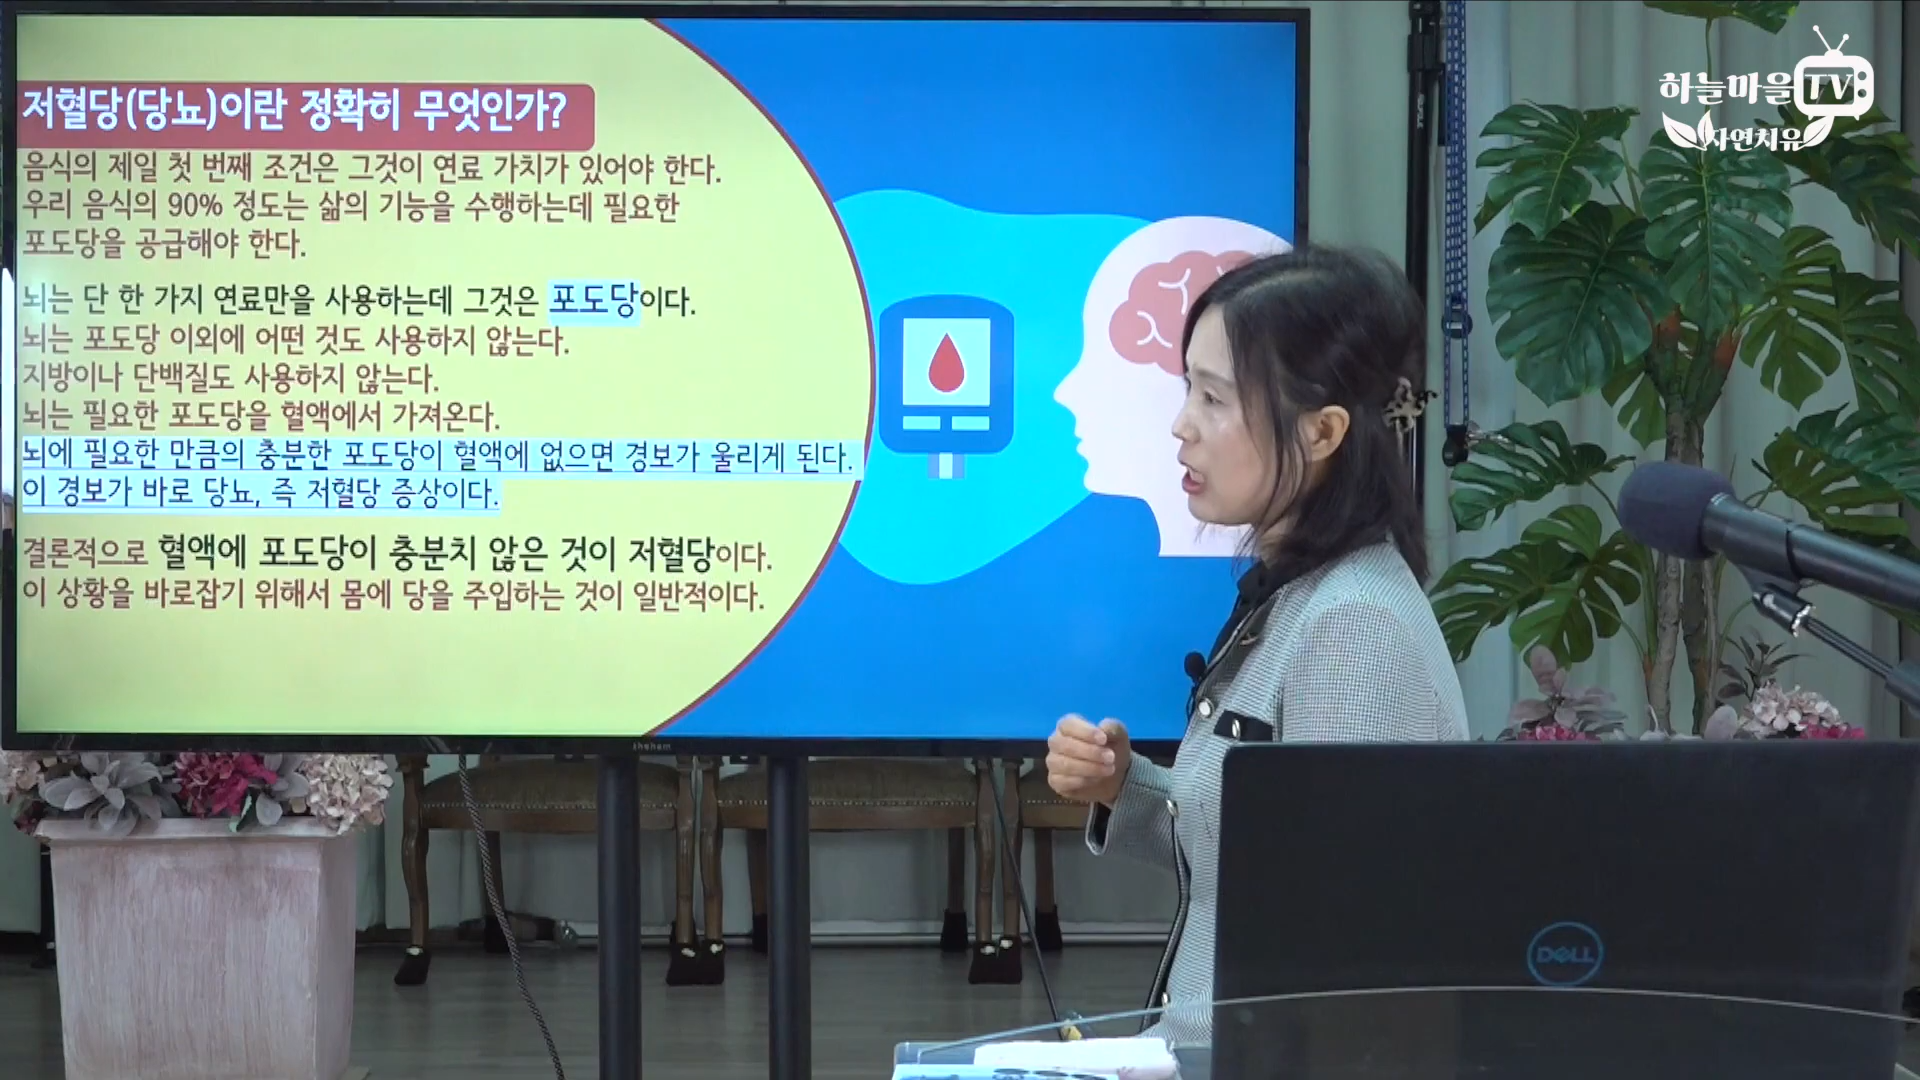 저혈당(당뇨)이란 정확히 무엇인가?
음식의 제일 첫 번째 조건은 그것이 연료 가치가 있어야 한다.
우리 음식의 90% 정도는 삶의 기능을 수행하는데 필요한
포도당을 공급해야 한다.
뇌는 단 한 가지 연료만을 사용하는데 그것은 포도당이다.
뇌는 포도당 이외에 어떤 것도 사용하지 않는다.
지방이나 단백질도 사용하지 않는다.
뇌는 필요한 포도당을 혈액에서 가져온다.
뇌에 필요한 만큼의 충분한 포도당이 혈액에 없으면 경보가 울리게 된다.
이 경보가 바로 당뇨, 즉 저혈당 증상이다.
결론적으로 혈액에 포도당이 충분치 않은 것이 저혈당이다.
이 상황을 바로잡기 위해서 몸에 당을 주입하는 것이 일반적이다.
하늘마을TV
자연치유
DELL